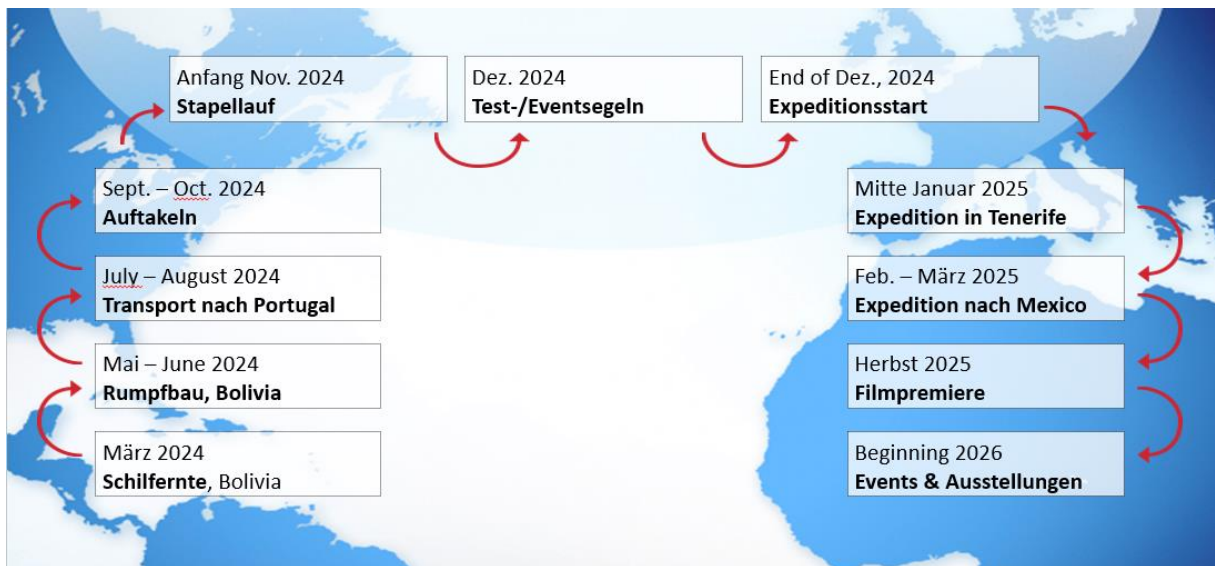 Anfang Nov. 2024
Stapellauf
Dez. 2024
Test-/Eventsegeln
End of Dez., 2024
Expeditionsstart
Sept. – Oct. 2024
Auftakeln
July – August 2024
Transport nach Portugal
Mai – June 2024
Rumpfbau, Bolivia
März 2024
Schilfernte, Bolivia
Mitte Januar 2025
Expedition in Tenerife
Feb. – März 2025
Expedition nach Mexico
Herbst 2025
Filmpremiere
Beginning 2026
Events & Ausstellungen